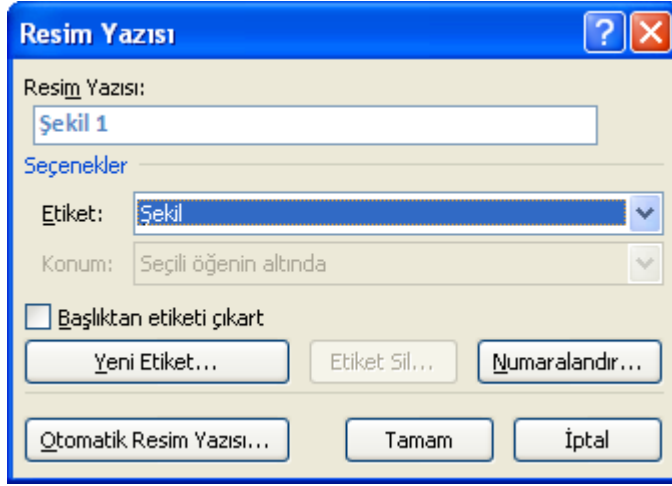 Resim Yazısı
Resim Yazısı:
Şekil 1
Seçenekler
Etiket: Şekil
Konum: Seçili öğenin altında
Başlıktan etiketi çıkart
Yeni Etiket... Etiket Sil... Numaralandır...
Otomatik Resim Yazısı... Tamam İptal